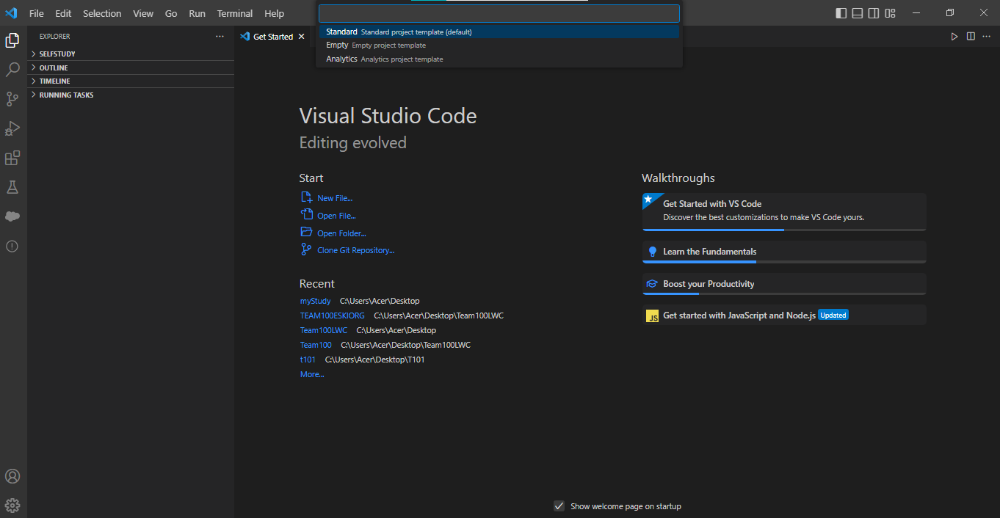 File Edit Selection View Go Run Terminal Help
Standard Standard project template (default)
Empty Empty project template
Analytics Analytics project template
EXPLORER
SELFSTUDY
OUTLINE
TIMELINE
RUNNING TASKS
Get Started
Visual Studio Code
Editing evolved
Start
New File...
Open File...
Open Folder...
Clone Git Repository...
Recent
myStudy C:\Users\Acer\Desktop
TEAM100ESKIORG C:\Users\Acer\Desktop\Team100LWC
Team100LWC C:\Users\Acer\Desktop
Team100 C:\Users\Acer\Desktop\Team100LWC
t101 C:\Users\Acer\Desktop\T101
More...
Walkthroughs
Get Started with VS Code
Discover the best customizations to make VS Code yours.
Learn the Fundamentals
Boost your Productivity
JS Get started with JavaScript and Node.js Updated
Show welcome page on startup